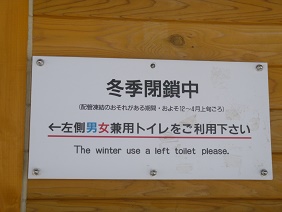 冬季閉鎖中
(配管凍結のおそれがある期間・およそ12〜4月上旬ごろ)
←左側男女兼用トイレをご利用下さい
The winter use a left toilet please.